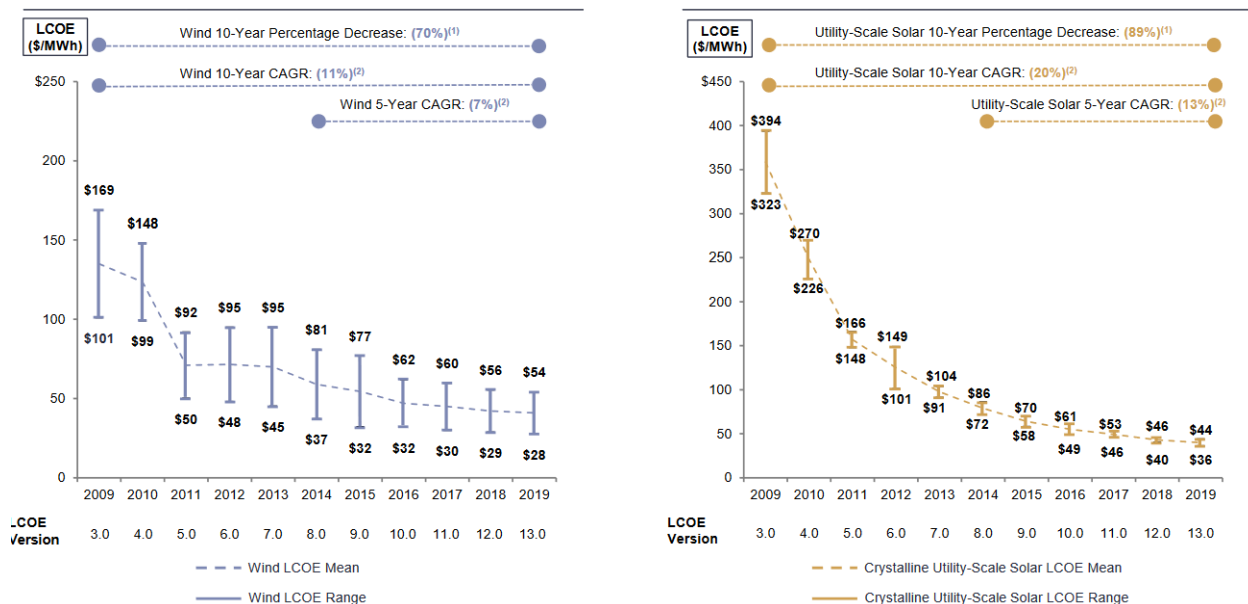 LCOE
($/MWh)
Wind 10-Year Percentage Decrease: (70%)(1)
Wind 10-Year CAGR: (11%)(2)
Wind 5-Year CAGR: (7%)(2)
$250
200
150
100
50
0
$169
$148
$92
$95
$95
$81
$77
$62
$60
$56
$54
$101
$99
$50
$48
$45
$37
$32
$32
$30
$29
$28
2009 2010 2011 2012 2013 2014 2015 2016 2017 2018 2019
LCOE
Version
3.0 4.0 5.0 6.0 7.0 8.0 9.0 10.0 11.0 12.0 13.0
Wind LCOE Mean
Wind LCOE Range
LCOE
($/MWh)
Utility-Scale Solar 10-Year Percentage Decrease: (89%)(1)
Utility-Scale Solar 10-Year CAGR: (20%)(2)
Utility-Scale Solar 5-Year CAGR: (13%)(2)
$450
400
350
300
250
200
150
100
50
0
$394
$323
$270
$226
$166
$148
$149
$101
$104
$91
$86
$72
$70
$58
$61
$49
$53
$46
$46
$40
$44
$36
2009 2010 2011 2012 2013 2014 2015 2016 2017 2018 2019
LCOE
Version
3.0 4.0 5.0 6.0 7.0 8.0 9.0 10.0 11.0 12.0 13.0
Crystalline Utility-Scale Solar LCOE Mean
Crystalline Utility-Scale Solar LCOE Range